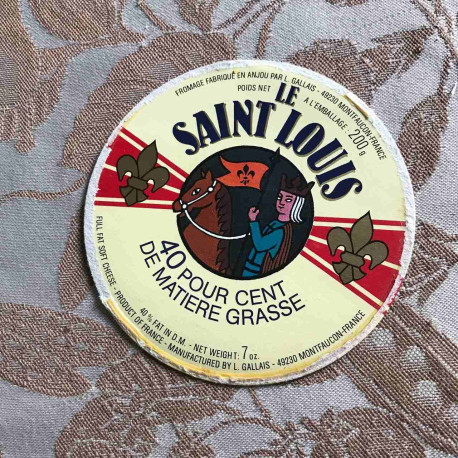 FROMAGE FABRIQUÉ EN ANJOU PAR L. GALLAIS - 49230 MONTFAUCON-FRANCE
POIDS NET A L'EMBALLAGE : 200 g
LE
SAINT LOUIS
40 POUR CENT
DE MATIERE GRASSE
FULL FAT SOFT CHEESE - PRODUCT OF FRANCE - MANUFACTURED BY L. GALLAIS - 49230 MONTFAUCON-FRANCE
40% FAT IN D.M. - NET WEIGHT: 7 oz.